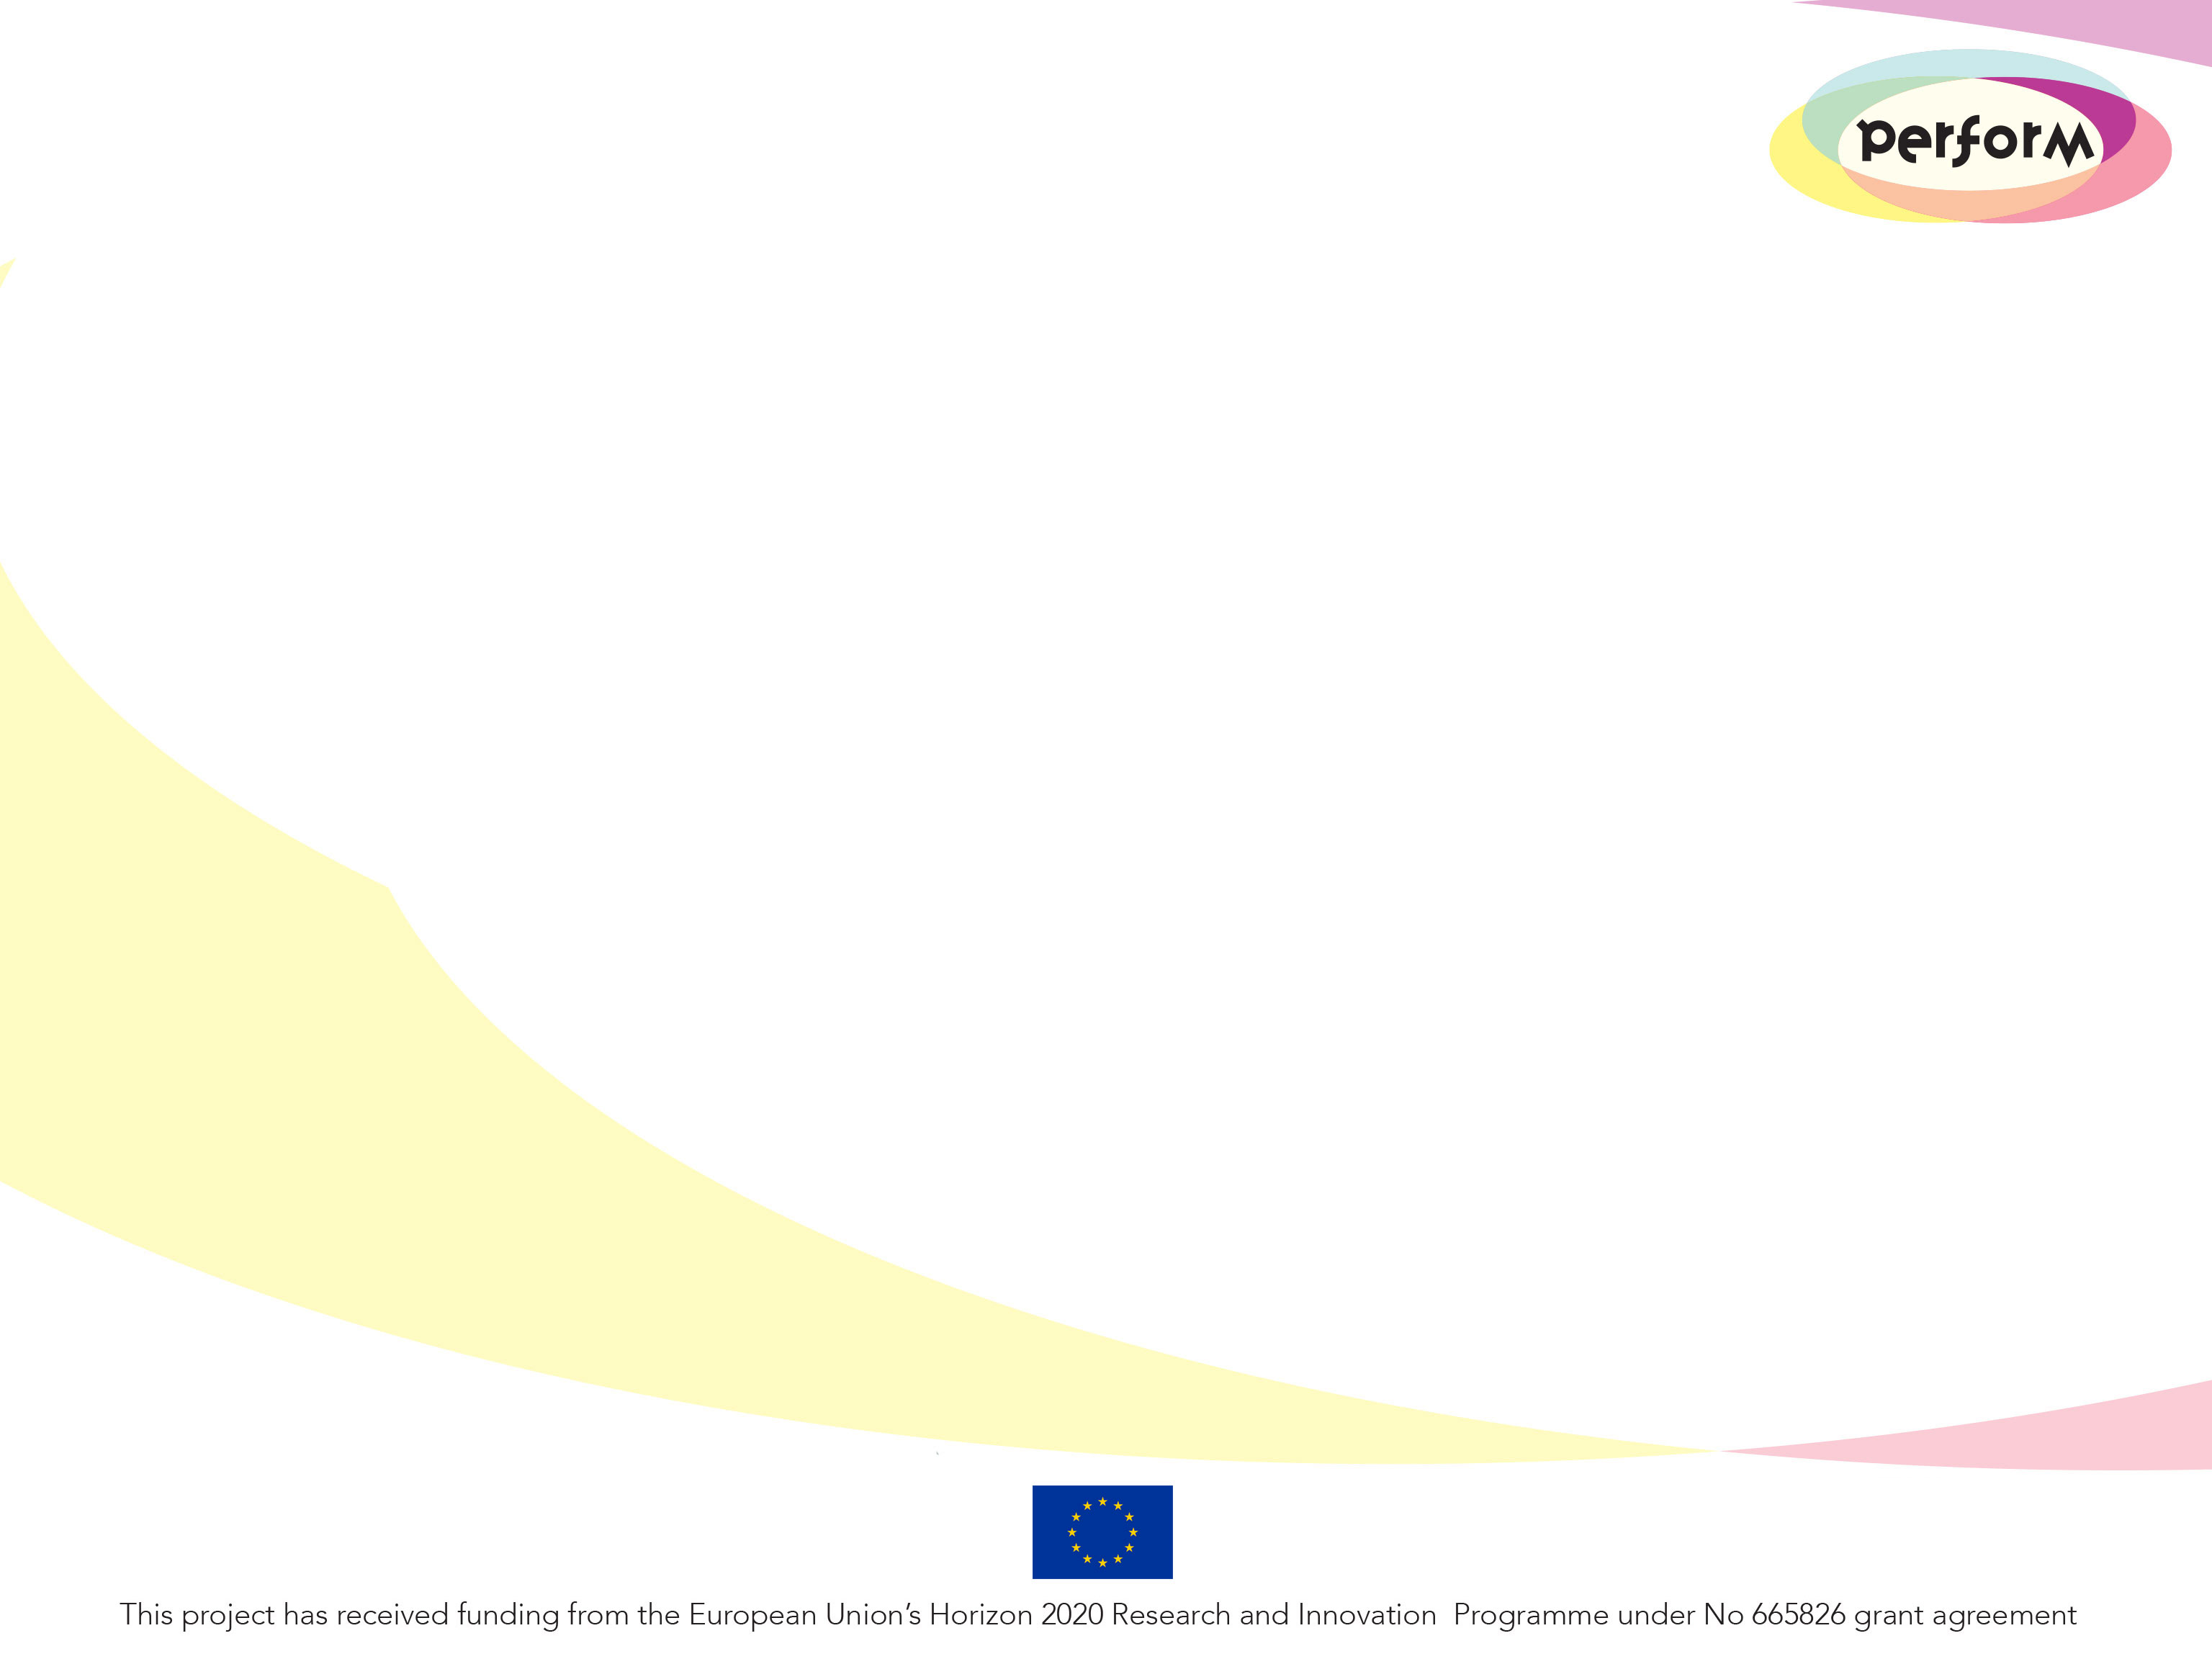 perform
This project has received funding from the European Union’s Horizon 2020 Research and Innovation  Programme under No 665826 grant agreement